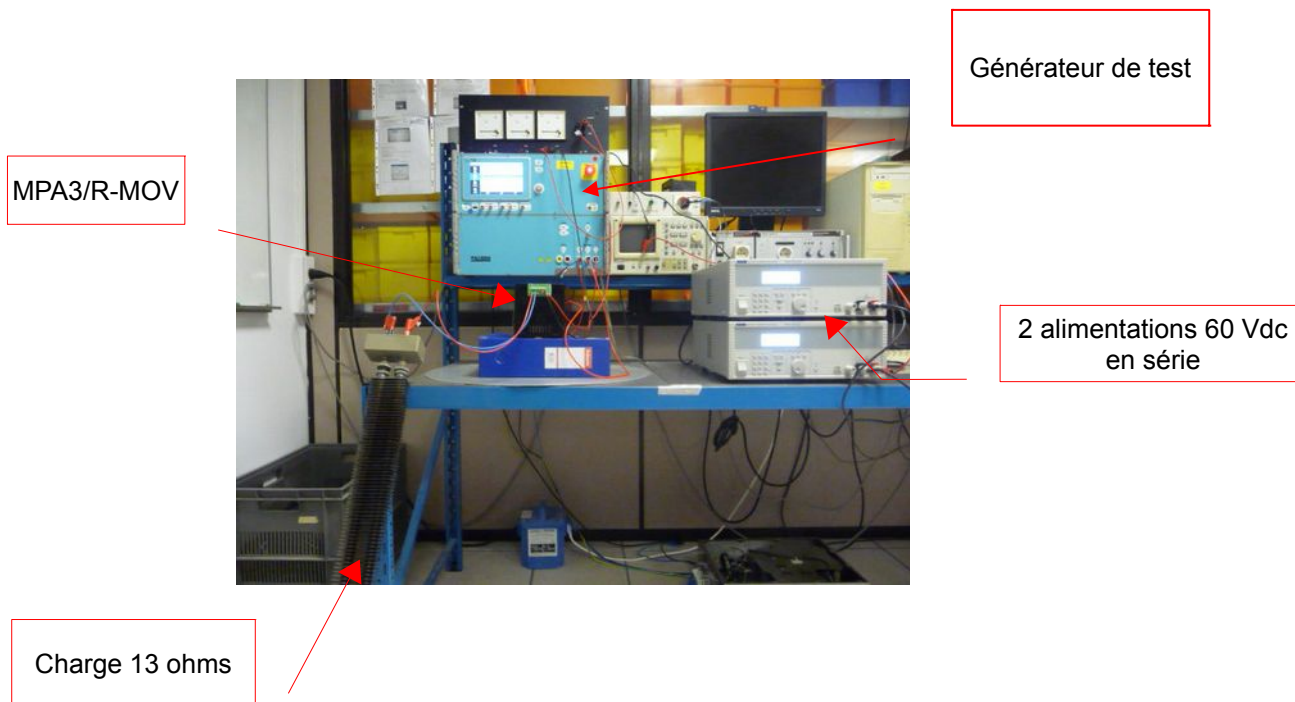 Générateur de test
MPA3/R-MOV
2 alimentations 60 Vdc
en série
Charge 13 ohms